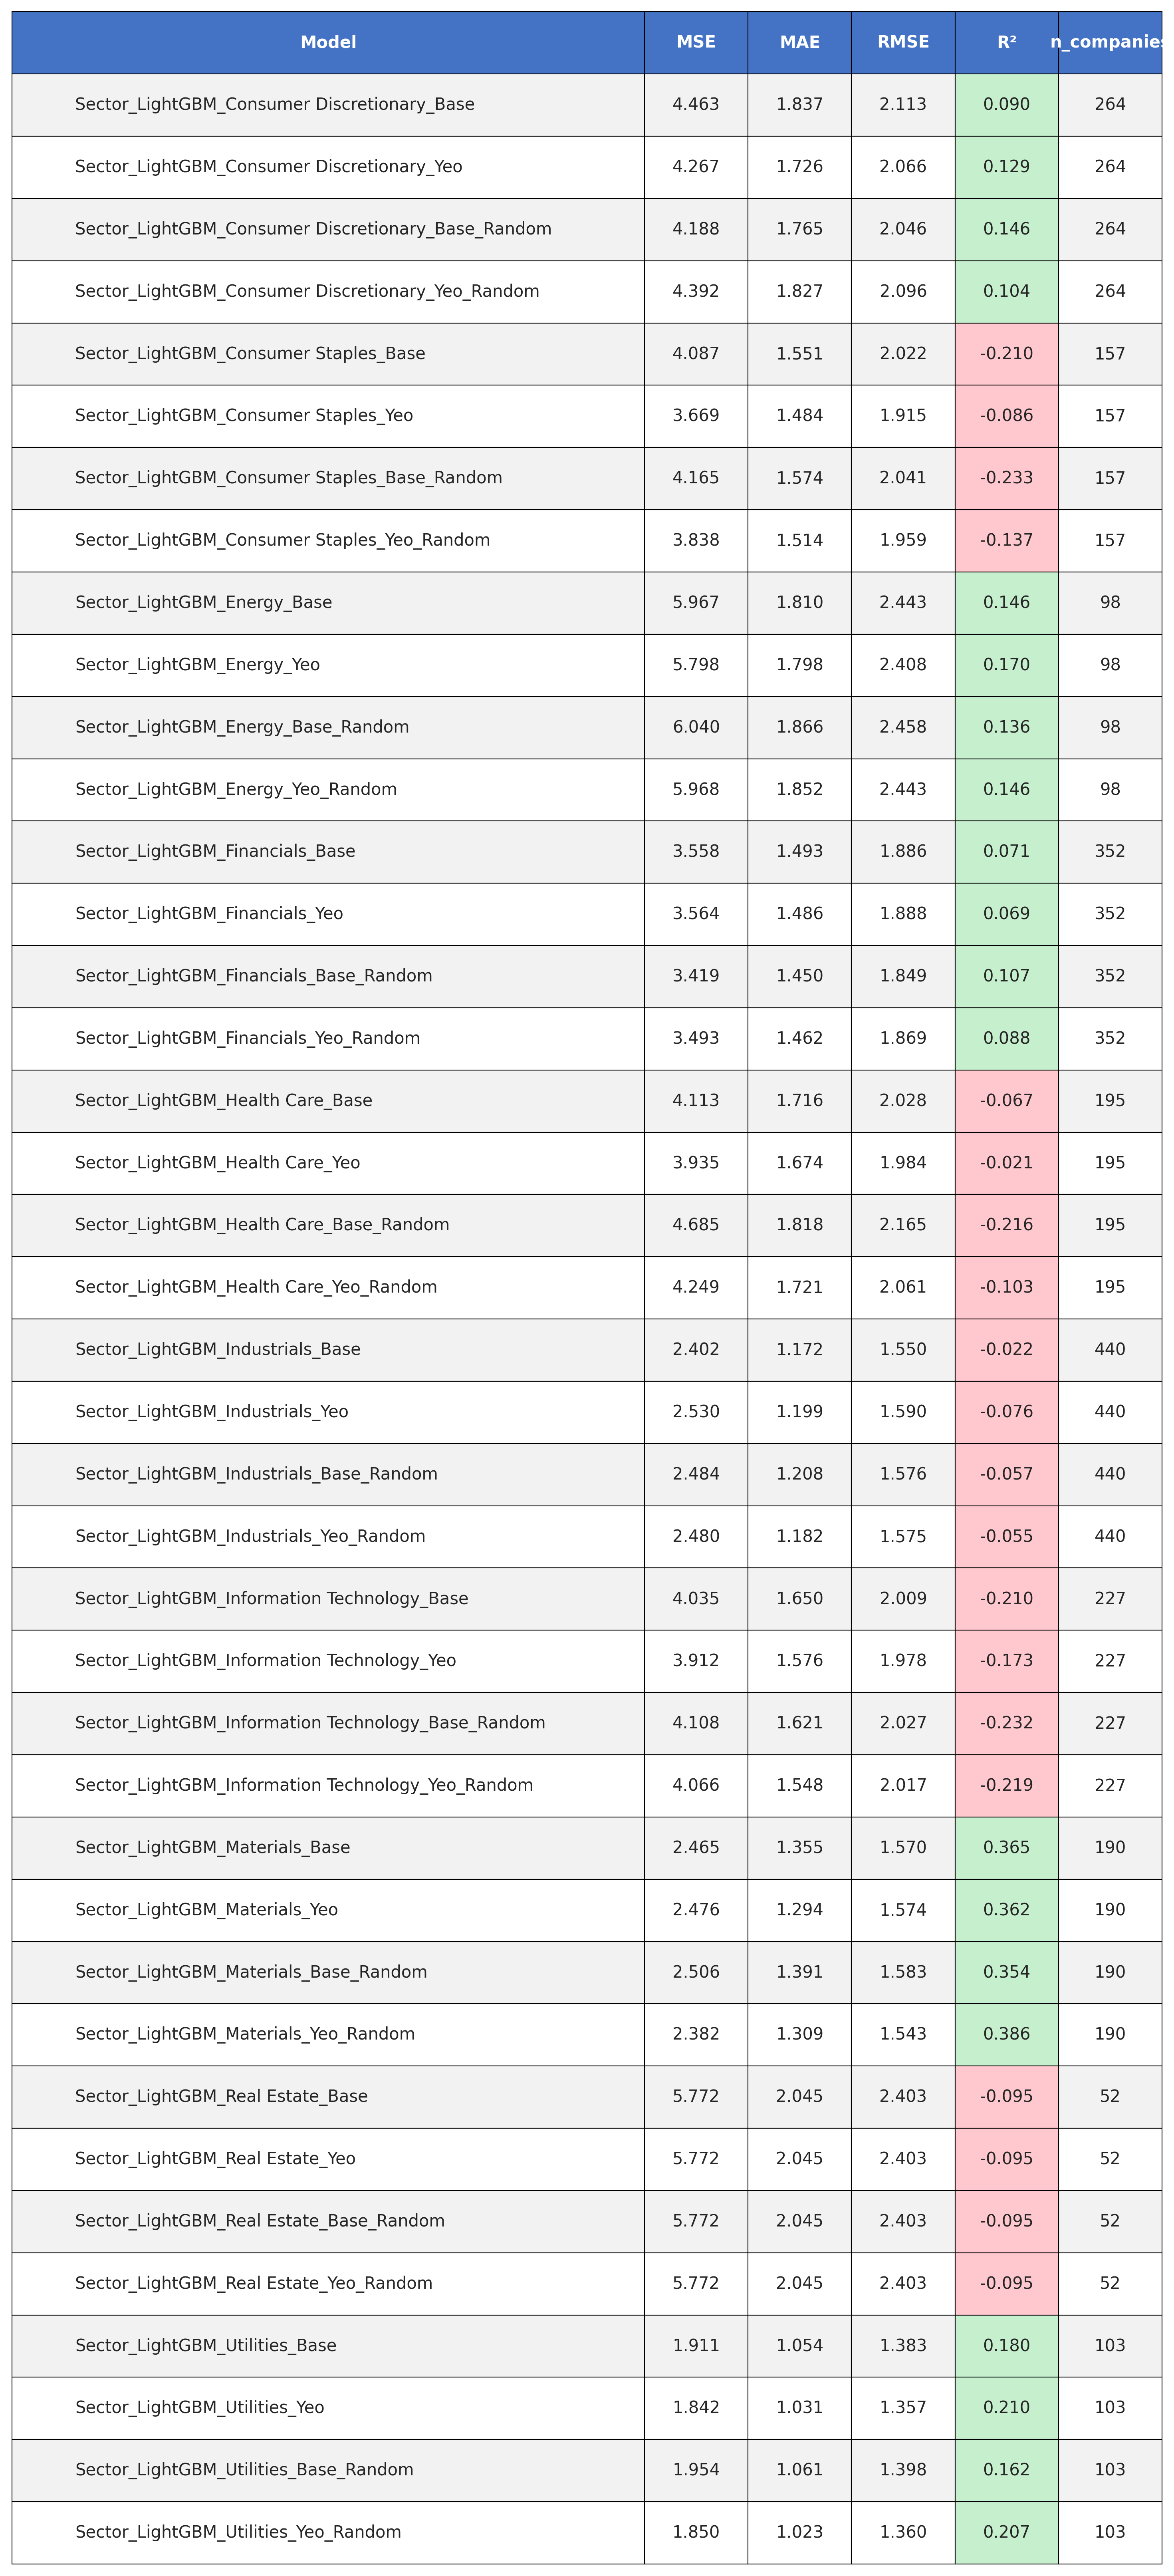 Model MSE MAE RMSE R² n_companies
Sector_LightGBM_Consumer Discretionary_Base 4.463 1.837 2.113 0.090 264
Sector_LightGBM_Consumer Discretionary_Yeo 4.267 1.726 2.066 0.129 264
Sector_LightGBM_Consumer Discretionary_Base_Random 4.188 1.765 2.046 0.146 264
Sector_LightGBM_Consumer Discretionary_Yeo_Random 4.392 1.827 2.096 0.104 264
Sector_LightGBM_Consumer Staples_Base 4.087 1.551 2.022 -0.210 157
Sector_LightGBM_Consumer Staples_Yeo 3.669 1.484 1.915 -0.086 157
Sector_LightGBM_Consumer Staples_Base_Random 4.165 1.574 2.041 -0.233 157
Sector_LightGBM_Consumer Staples_Yeo_Random 3.838 1.514 1.959 -0.137 157
Sector_LightGBM_Energy_Base 5.967 1.810 2.443 0.146 98
Sector_LightGBM_Energy_Yeo 5.798 1.798 2.408 0.170 98
Sector_LightGBM_Energy_Base_Random 6.040 1.866 2.458 0.136 98
Sector_LightGBM_Energy_Yeo_Random 5.968 1.852 2.443 0.146 98
Sector_LightGBM_Financials_Base 3.558 1.493 1.886 0.071 352
Sector_LightGBM_Financials_Yeo 3.564 1.486 1.888 0.069 352
Sector_LightGBM_Financials_Base_Random 3.419 1.450 1.849 0.107 352
Sector_LightGBM_Financials_Yeo_Random 3.493 1.462 1.869 0.088 352
Sector_LightGBM_Health Care_Base 4.113 1.716 2.028 -0.067 195
Sector_LightGBM_Health Care_Yeo 3.935 1.674 1.984 -0.021 195
Sector_LightGBM_Health Care_Base_Random 4.685 1.818 2.165 -0.216 195
Sector_LightGBM_Health Care_Yeo_Random 4.249 1.721 2.061 -0.103 195
Sector_LightGBM_Industrials_Base 2.402 1.172 1.550 -0.022 440
Sector_LightGBM_Industrials_Yeo 2.530 1.199 1.590 -0.076 440
Sector_LightGBM_Industrials_Base_Random 2.484 1.208 1.576 -0.057 440
Sector_LightGBM_Industrials_Yeo_Random 2.480 1.182 1.575 -0.055 440
Sector_LightGBM_Information Technology_Base 4.035 1.650 2.009 -0.210 227
Sector_LightGBM_Information Technology_Yeo 3.912 1.576 1.978 -0.173 227
Sector_LightGBM_Information Technology_Base_Random 4.108 1.621 2.027 -0.232 227
Sector_LightGBM_Information Technology_Yeo_Random 4.066 1.548 2.017 -0.219 227
Sector_LightGBM_Materials_Base 2.465 1.355 1.570 0.365 190
Sector_LightGBM_Materials_Yeo 2.476 1.294 1.574 0.362 190
Sector_LightGBM_Materials_Base_Random 2.506 1.391 1.583 0.354 190
Sector_LightGBM_Materials_Yeo_Random 2.382 1.309 1.543 0.386 190
Sector_LightGBM_Real Estate_Base 5.772 2.045 2.403 -0.095 52
Sector_LightGBM_Real Estate_Yeo 5.772 2.045 2.403 -0.095 52
Sector_LightGBM_Real Estate_Base_Random 5.772 2.045 2.403 -0.095 52
Sector_LightGBM_Real Estate_Yeo_Random 5.772 2.045 2.403 -0.095 52
Sector_LightGBM_Utilities_Base 1.911 1.054 1.383 0.180 103
Sector_LightGBM_Utilities_Yeo 1.842 1.031 1.357 0.210 103
Sector_LightGBM_Utilities_Base_Random 1.954 1.061 1.398 0.162 103
Sector_LightGBM_Utilities_Yeo_Random 1.850 1.023 1.360 0.207 103